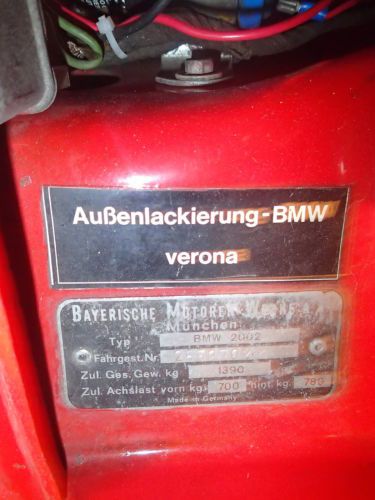 Außenlackierung-BMW
verona
BAYERISCHE MOTOREN WERKE
München
Typ BMW 2002
Fahrgest. Nr.
Zul. Ges. Gew. kg 1390
Zul. Achslast vorn kg. 700 hint. kg. 780
Made in Germany